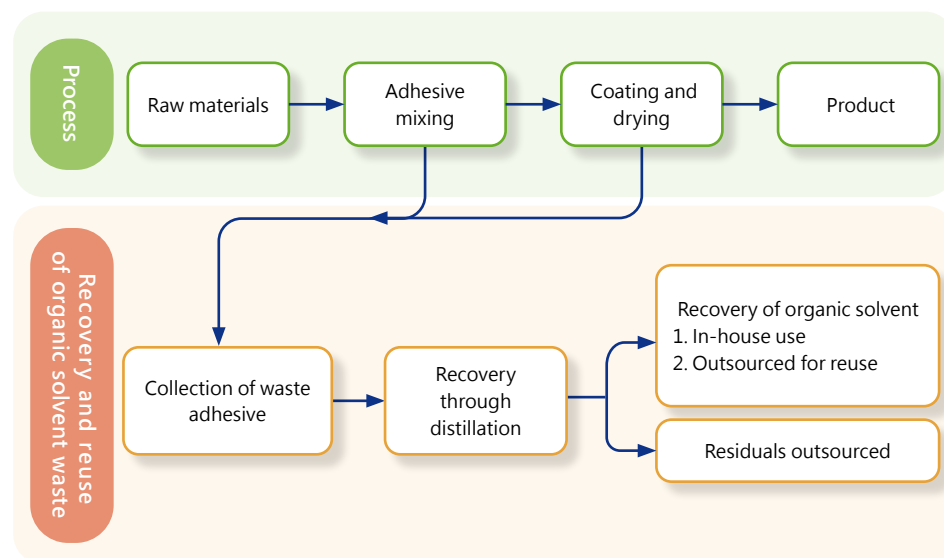 Process
Raw materials
Adhesive
mixing
Coating and
drying
Product
Recovery and reuse
of organic solvent waste
Collection of waste
adhesive
Recovery
through
distillation
Recovery of organic solvent
1. In-house use
2. Outsourced for reuse
Residuals outsourced